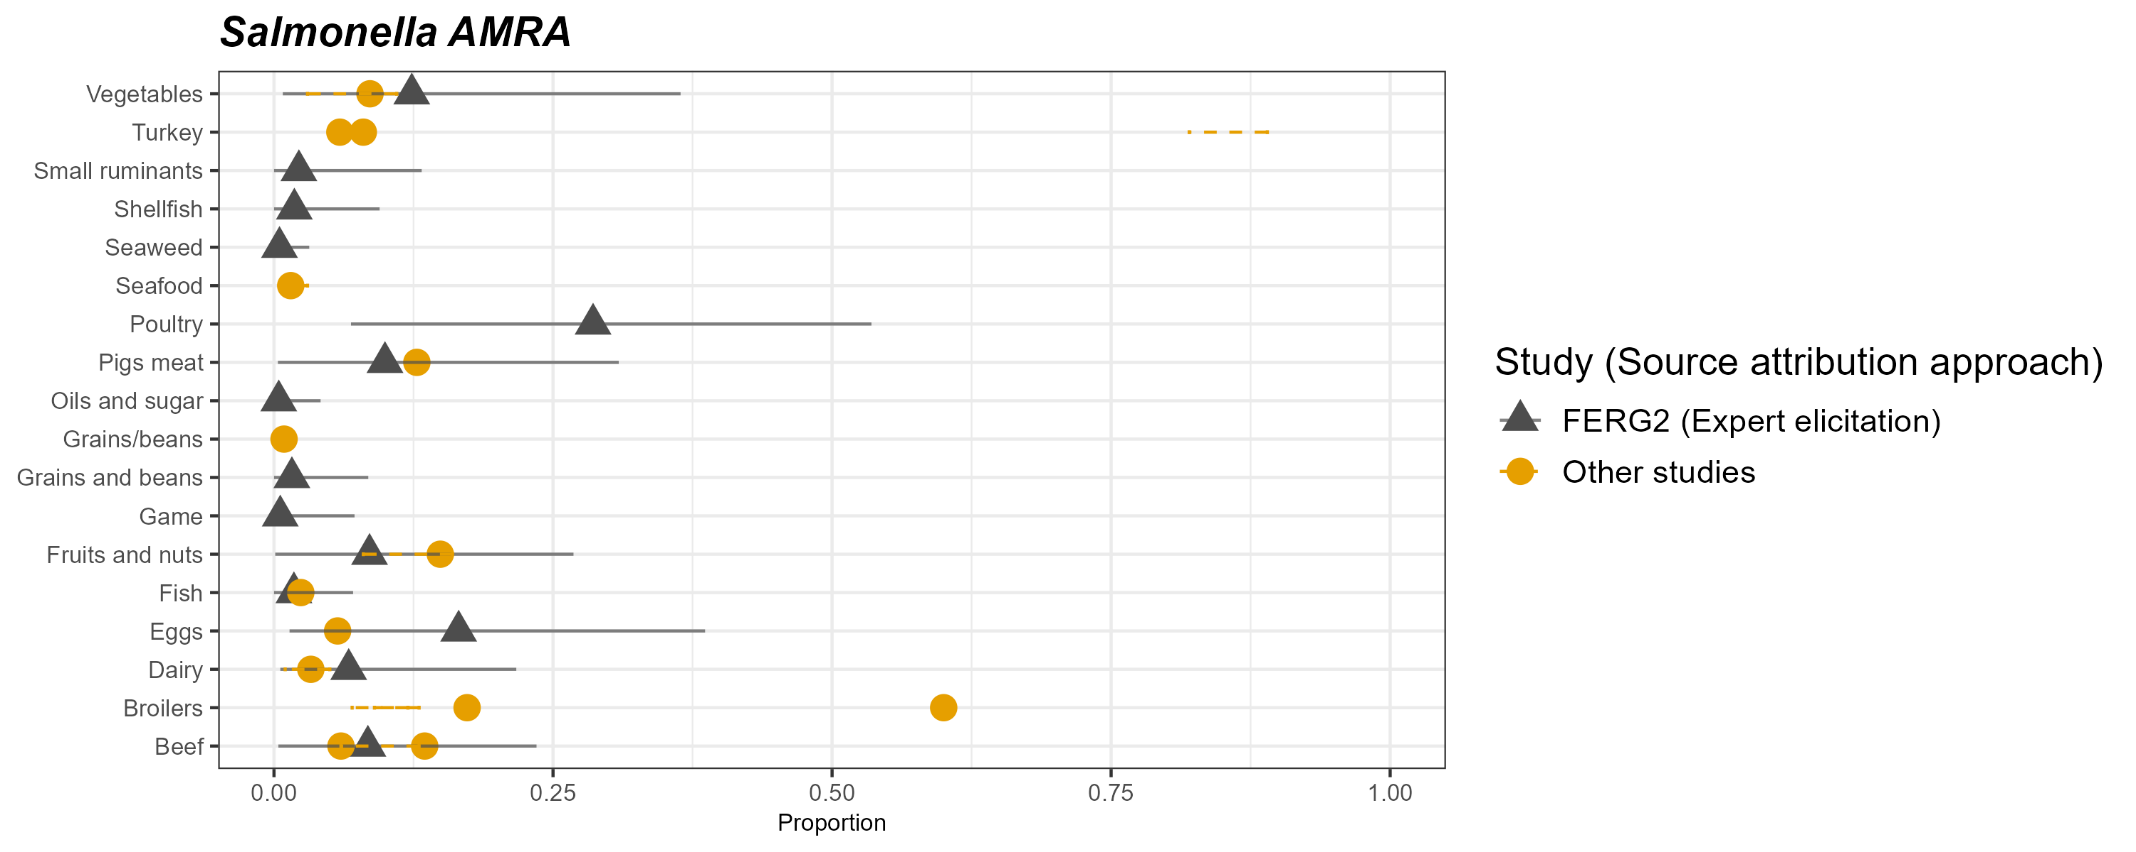 Salmonella AMRA
Vegetables
Turkey
Small ruminants
Shellfish
Seaweed
Seafood
Poultry
Pigs meat
Oils and sugar
Grains/beans
Grains and beans
Game
Fruits and nuts
Fish
Eggs
Dairy
Broilers
Beef
0.00 0.25 0.50 0.75 1.00
Proportion
Study (Source attribution approach)
FERG2 (Expert elicitation)
Other studies